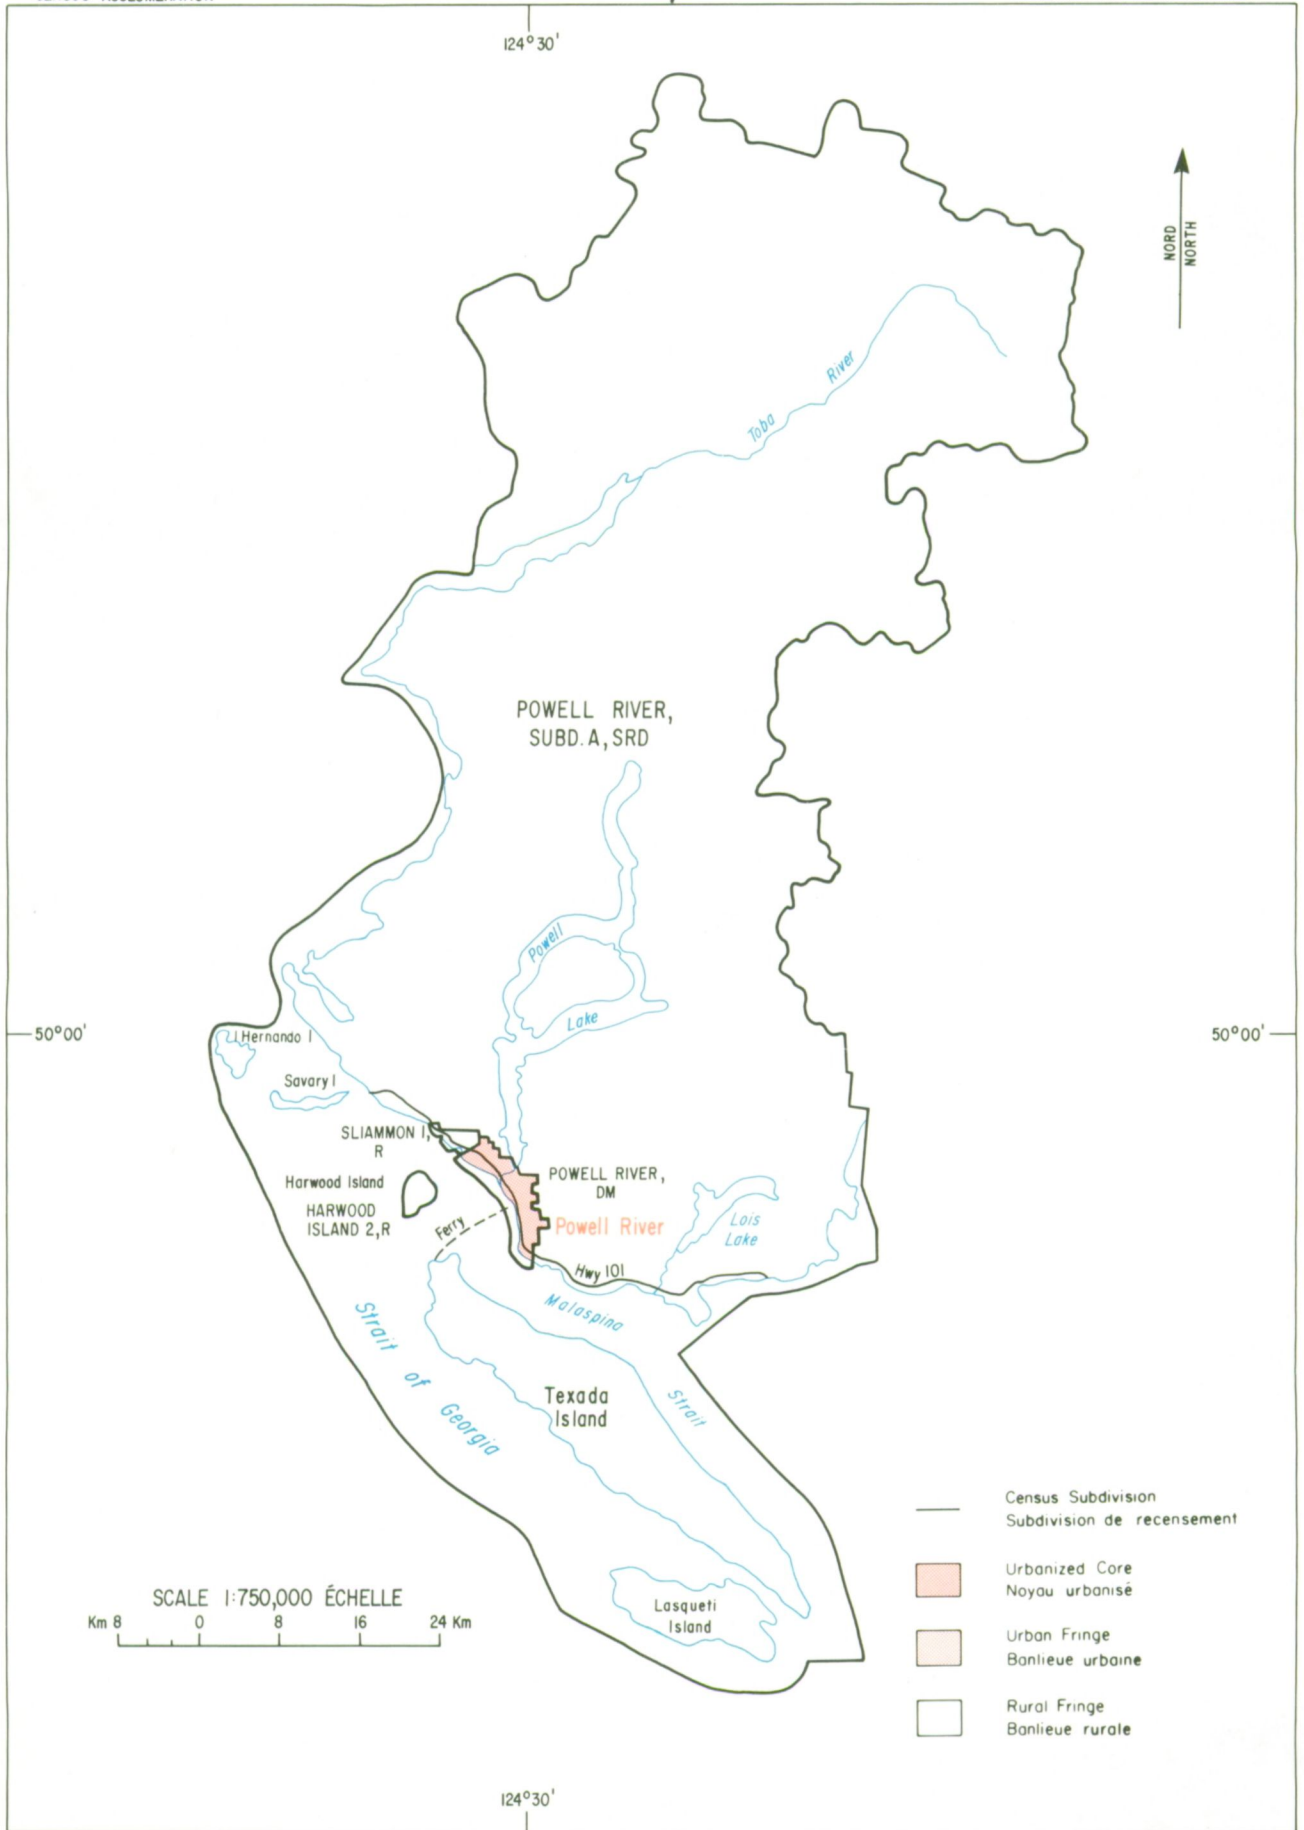 124°30'
NORD
NORTH
Toba River
POWELL RIVER,
SUBD. A, SRD
Powell
Lake
50°00'
50°00'
Hernando I
Savary I
SLIAMMON 1,
R
Harwood Island
HARWOOD
ISLAND 2,R
POWELL RIVER,
DM
Powell River
Ferry
Lois
Lake
Hwy 101
Malaspina Strait
Strait of Georgia
Texada
Island
Lasqueti
Island
SCALE 1:750,000 ÉCHELLE
Km 8 0 8 16 24 Km
Census Subdivision
Subdivision de recensement
Urbanized Core
Noyau urbanisé
Urban Fringe
Banlieue urbaine
Rural Fringe
Banlieue rurale
124°30'